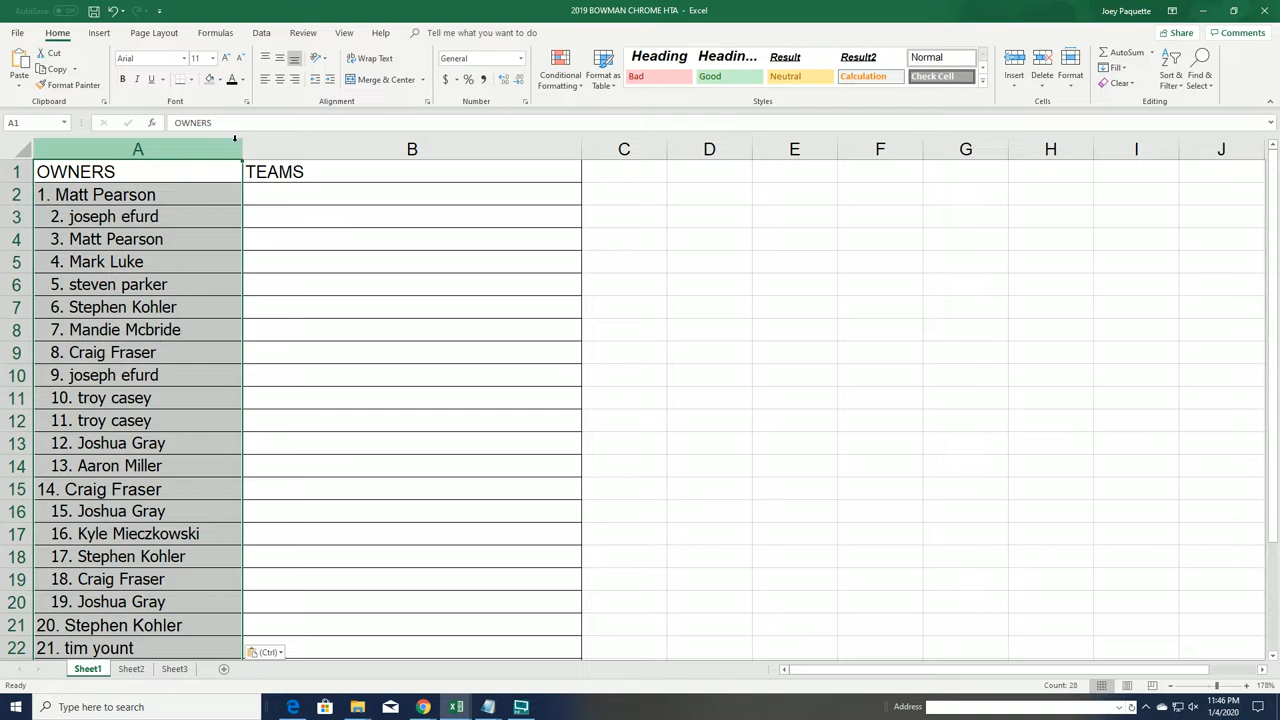 AutoSave Off 2019 BOWMAN CHROME HTA - Excel Joey Paquette
File Home Insert Page Layout Formulas Data Review View Help Tell me what you want to do Share Comments
Paste Cut Copy Format Painter Clipboard
Arial 11 B I U A Font
Wrap Text Merge & Center Alignment
General $ % Number
Conditional Formatting Format as Table
Heading Headin... Result Result2 Normal
Bad Good Neutral Calculation Check Cell
Styles
Insert Delete Format Cells
AutoSum Fill Clear Sort & Filter Find & Select Editing
A1 fx OWNERS
A B C D E F G H I J
1 OWNERS TEAMS
2 1. Matt Pearson
3 2. joseph efurd
4 3. Matt Pearson
5 4. Mark Luke
6 5. steven parker
7 6. Stephen Kohler
8 7. Mandie Mcbride
9 8. Craig Fraser
10 9. joseph efurd
11 10. troy casey
12 11. troy casey
13 12. Joshua Gray
14 13. Aaron Miller
15 14. Craig Fraser
16 15. Joshua Gray
17 16. Kyle Mieczkowski
18 17. Stephen Kohler
19 18. Craig Fraser
20 19. Joshua Gray
21 20. Stephen Kohler
22 21. tim yount
(Ctrl)
Sheet1 Sheet2 Sheet3
Ready Count: 28 178%
Type here to search Address 11:46 PM
1/4/2020